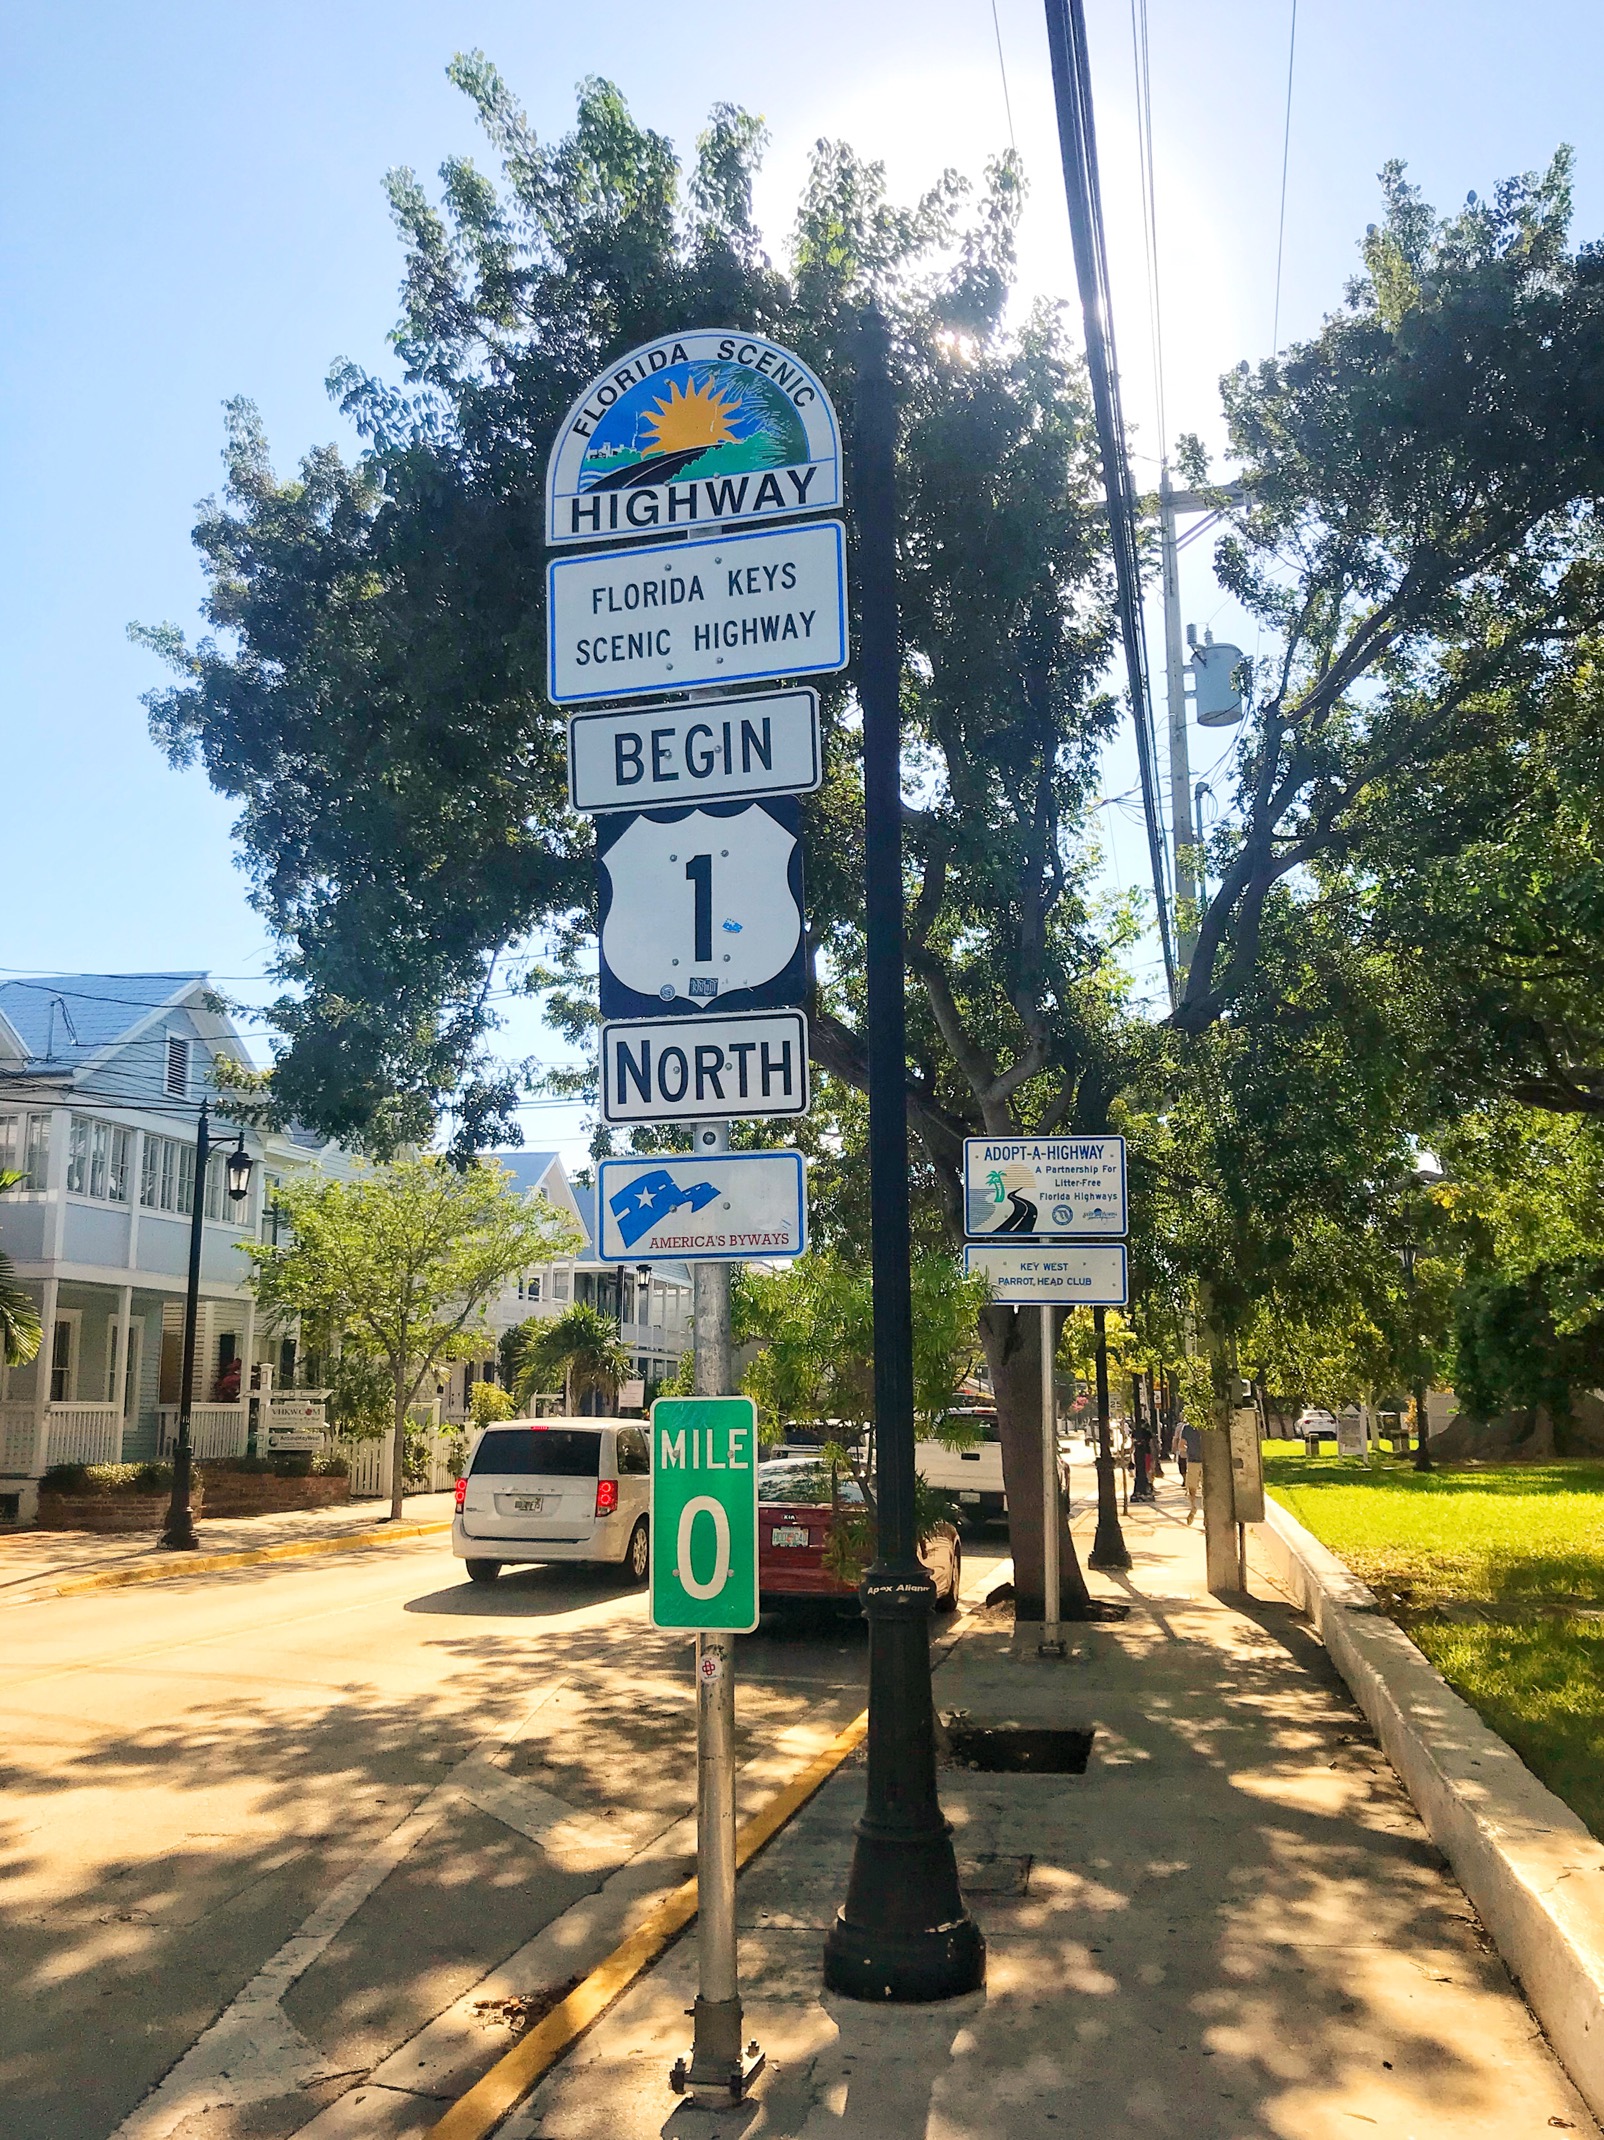 FLORIDA SCENIC
HIGHWAY
FLORIDA KEYS
SCENIC HIGHWAY
BEGIN
1
NORTH
AMERICA'S BYWAYS
MILE
0
ADOPT-A-HIGHWAY
A Partnership For
Litter-Free
Florida Highways
KEY WEST
PARROT HEAD CLUB
KIA